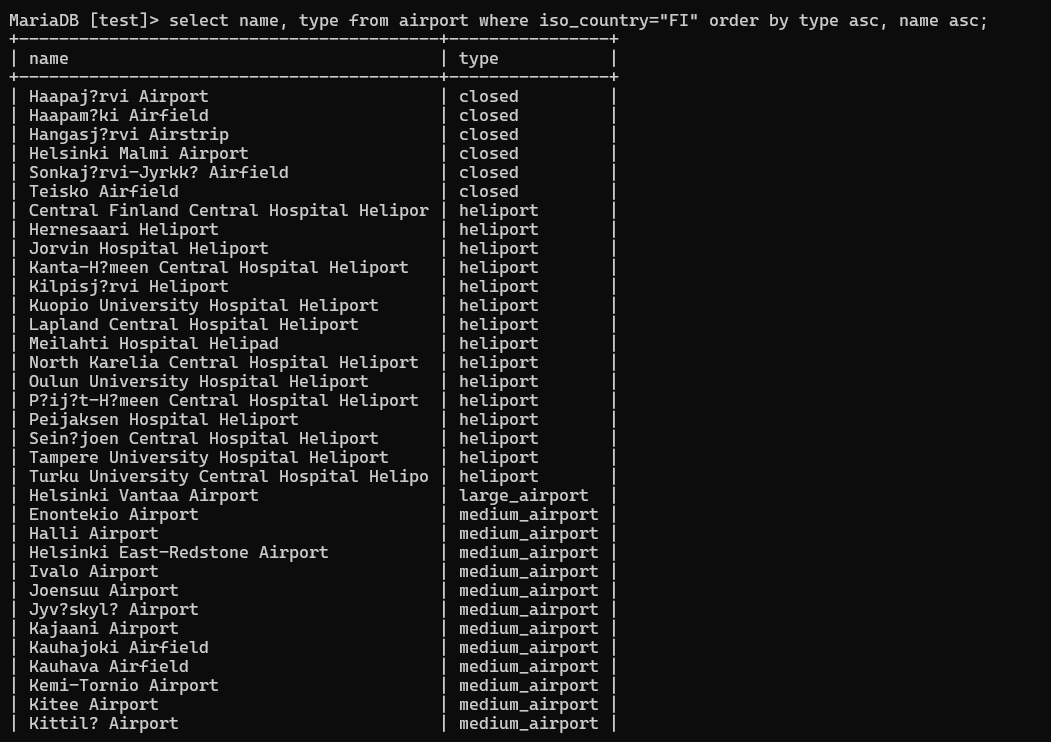 MariaDB [test]> select name, type from airport where iso_country="FI" order by type asc, name asc;
+------------------------------------------+----------------+
| name                                     | type           |
+------------------------------------------+----------------+
| Haapaj?rvi Airport                       | closed         |
| Haapam?ki Airfield                       | closed         |
| Hangasj?rvi Airstrip                     | closed         |
| Helsinki Malmi Airport                   | closed         |
| Sonkaj?rvi-Jyrkk? Airfield               | closed         |
| Teisko Airfield                          | closed         |
| Central Finland Central Hospital Helipor | heliport       |
| Hernesaari Heliport                      | heliport       |
| Jorvin Hospital Heliport                 | heliport       |
| Kanta-H?meen Central Hospital Heliport   | heliport       |
| Kilpisj?rvi Heliport                     | heliport       |
| Kuopio University Hospital Heliport      | heliport       |
| Lapland Central Hospital Heliport        | heliport       |
| Meilahti Hospital Helipad                | heliport       |
| North Karelia Central Hospital Heliport  | heliport       |
| Oulun University Hospital Heliport       | heliport       |
| P?ij?t-H?meen Central Hospital Heliport  | heliport       |
| Peijaksen Hospital Heliport              | heliport       |
| Sein?joen Central Hospital Heliport      | heliport       |
| Tampere University Hospital Heliport     | heliport       |
| Turku University Central Hospital Helipo | heliport       |
| Helsinki Vantaa Airport                  | large_airport  |
| Enontekio Airport                        | medium_airport |
| Halli Airport                            | medium_airport |
| Helsinki East-Redstone Airport           | medium_airport |
| Ivalo Airport                            | medium_airport |
| Joensuu Airport                          | medium_airport |
| Jyv?skyl? Airport                        | medium_airport |
| Kajaani Airport                          | medium_airport |
| Kauhajoki Airfield                       | medium_airport |
| Kauhava Airfield                         | medium_airport |
| Kemi-Tornio Airport                      | medium_airport |
| Kitee Airport                            | medium_airport |
| Kittil? Airport                          | medium_airport |